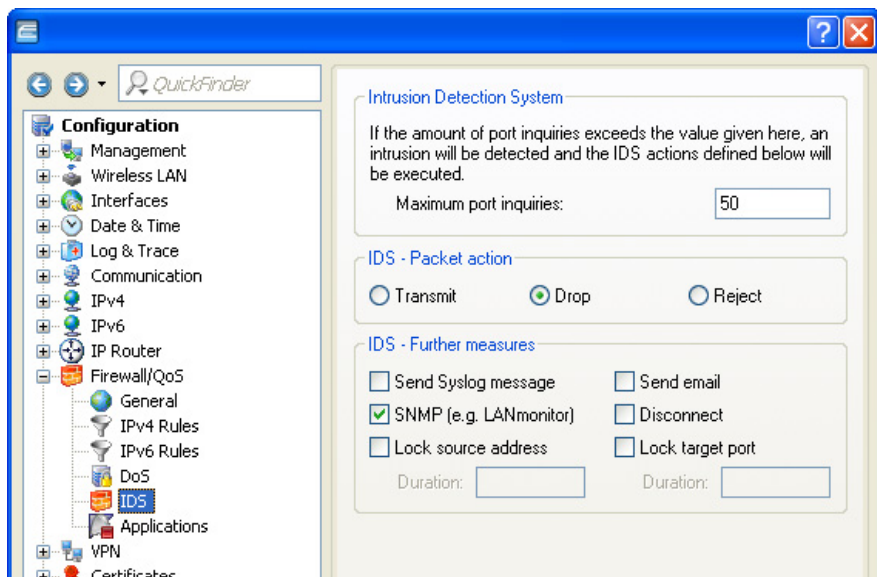 QuickFinder
Configuration
Management
Wireless LAN
Interfaces
Date & Time
Log & Trace
Communication
IPv4
IPv6
IP Router
Firewall/QoS
General
IPv4 Rules
IPv6 Rules
DoS
IDS
Applications
VPN
Certificates
Intrusion Detection System
If the amount of port inquiries exceeds the value given here, an
intrusion will be detected and the IDS actions defined below will
be executed.
Maximum port inquiries: 50
IDS - Packet action
Transmit Drop Reject
IDS - Further measures
Send Syslog message Send email
SNMP (e.g. LANmonitor) Disconnect
Lock source address Lock target port
Duration: Duration: